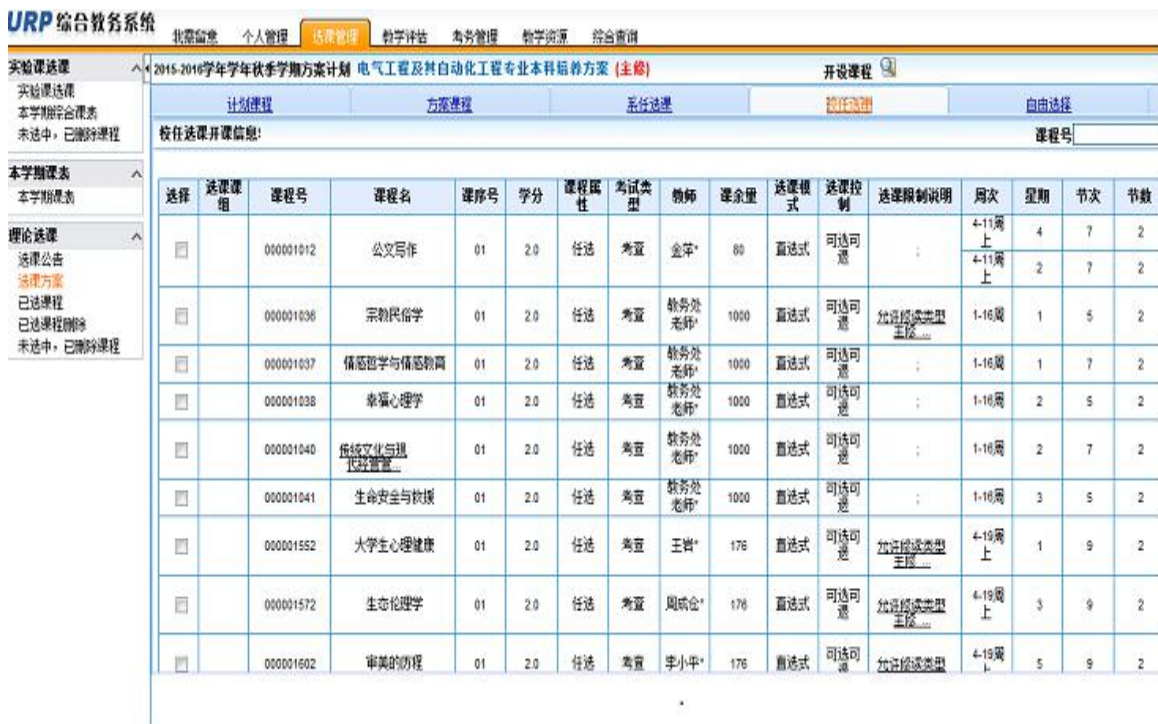 URP 综合教务系统
我需留意 个人管理 选课管理 教学评估 考务管理 教学资源 综合查询
实验课选课
实验课选课
本学期综合课表
未选中，已删除课程
本学期课表
本学期课表
理论选课
选课公告
选课方案
已选课程
已选课程删除
未选中，已删除课程
2015-2016学年学年秋季学期方案计划 电气工程及其自动化工程专业本科培养方案 (主修) 开设课程
计划课程 方案课程 系任选课 校任选课 自由选择
校任选课开课信息! 课程号
选择 选课课组 课程号 课程名 课序号 学分 课程属性 考试类型 教师 课余量 选课模式 选课控制 选课限制说明 周次 星期 节次 节数
000001012 公文写作 01 2.0 任选 考查 金萍* 80 直选式 可选可退 ; 4-11周上 4 7 2
4-11周上 2 7 2
000001036 宗教民俗学 01 2.0 任选 考查 教务处老师* 1000 直选式 可选可退 允许修读类型主修 ... 1-16周 1 5 2
000001037 情感哲学与情感教育 01 2.0 任选 考查 教务处老师* 1000 直选式 可选可退 ; 1-16周 1 7 2
000001038 幸福心理学 01 2.0 任选 考查 教务处老师* 1000 直选式 可选可退 ; 1-16周 2 5 2
000001040 传统文化与现代经营管... 01 2.0 任选 考查 教务处老师* 1000 直选式 可选可退 ; 1-16周 2 7 2
000001041 生命安全与救援 01 2.0 任选 考查 教务处老师* 1000 直选式 可选可退 ; 1-16周 3 5 2
000001552 大学生心理健康 01 2.0 任选 考查 王岩* 176 直选式 可选可退 允许修读类型主修 ... 4-19周上 1 9 2
000001572 生态伦理学 01 2.0 任选 考查 周成仓* 176 直选式 可选可退 允许修读类型主修 ... 4-19周上 3 9 2
000001602 审美的历程 01 2.0 任选 考查 李小平* 176 直选式 可选可 允许修读类型 4-19周 5 9 2